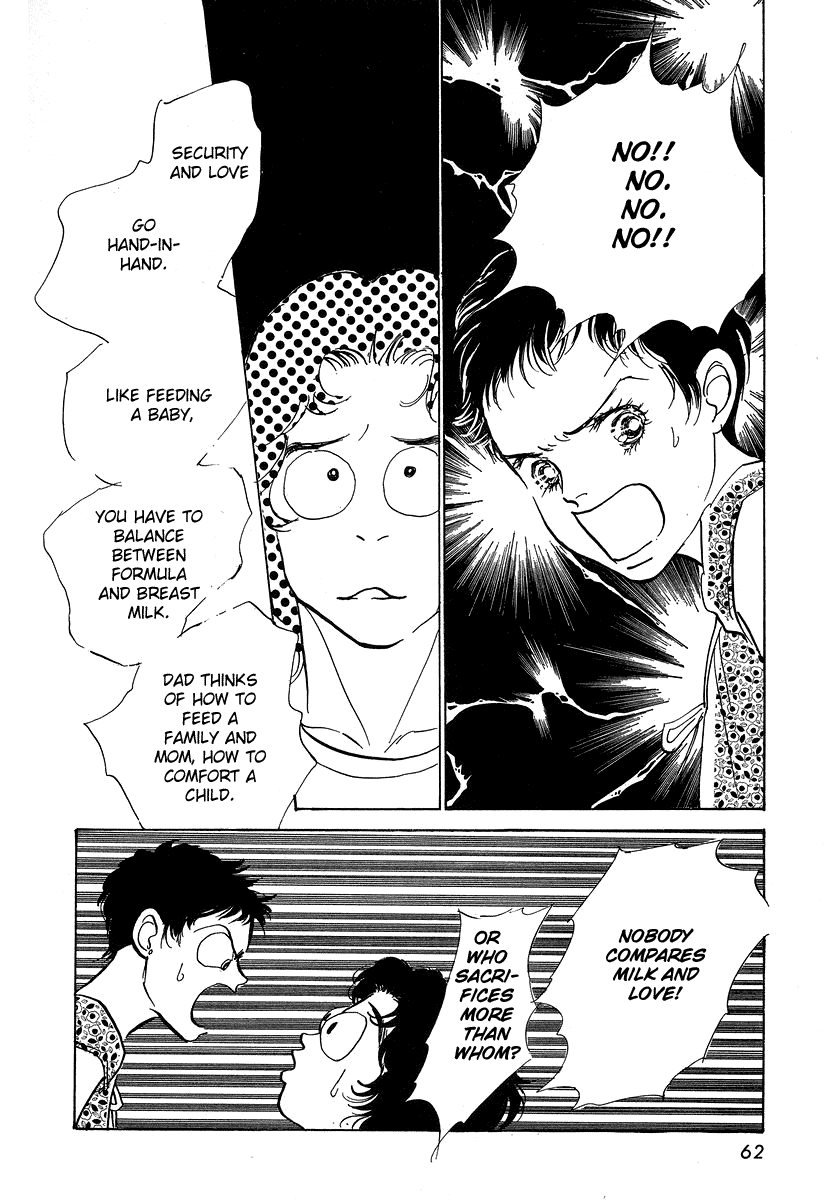 NO!!
NO.
NO.
NO!!
SECURITY
AND LOVE
GO
HAND-IN-
HAND.
LIKE FEEDING
A BABY,
YOU HAVE TO
BALANCE
BETWEEN
FORMULA
AND BREAST
MILK.
DAD THINKS
OF HOW TO
FEED A
FAMILY AND
MOM, HOW TO
COMFORT A
CHILD.
NOBODY
COMPARES
MILK AND
LOVE!
OR
WHO
SACRI-
FICES
MORE
THAN
WHOM?
62